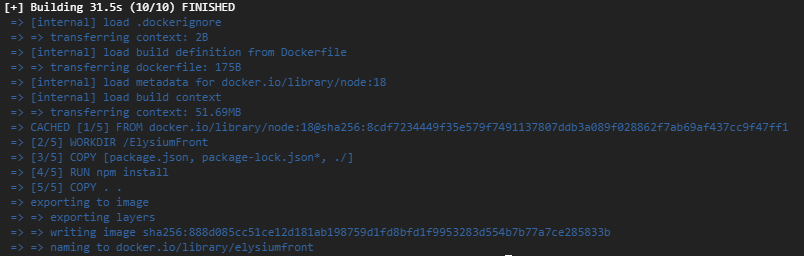 [+] Building 31.5s (10/10) FINISHED
=> [internal] load .dockerignore
=> => transferring context: 2B
=> [internal] load build definition from Dockerfile
=> => transferring dockerfile: 175B
=> [internal] load metadata for docker.io/library/node:18
=> [internal] load build context
=> => transferring context: 51.69MB
=> CACHED [1/5] FROM docker.io/library/node:18@sha256:8cdf7234449f35e579f7491137807ddb3a089f028862f7ab69af437cc9f47ff1
=> [2/5] WORKDIR /ElysiumFront
=> [3/5] COPY [package.json, package-lock.json*, ./]
=> [4/5] RUN npm install
=> [5/5] COPY . .
=> exporting to image
=> => exporting layers
=> => writing image sha256:888d085cc51ce12d181ab198759d1fd8bfd1f9953283d554b7b77a7ce285833b
=> => naming to docker.io/library/elysiumfront